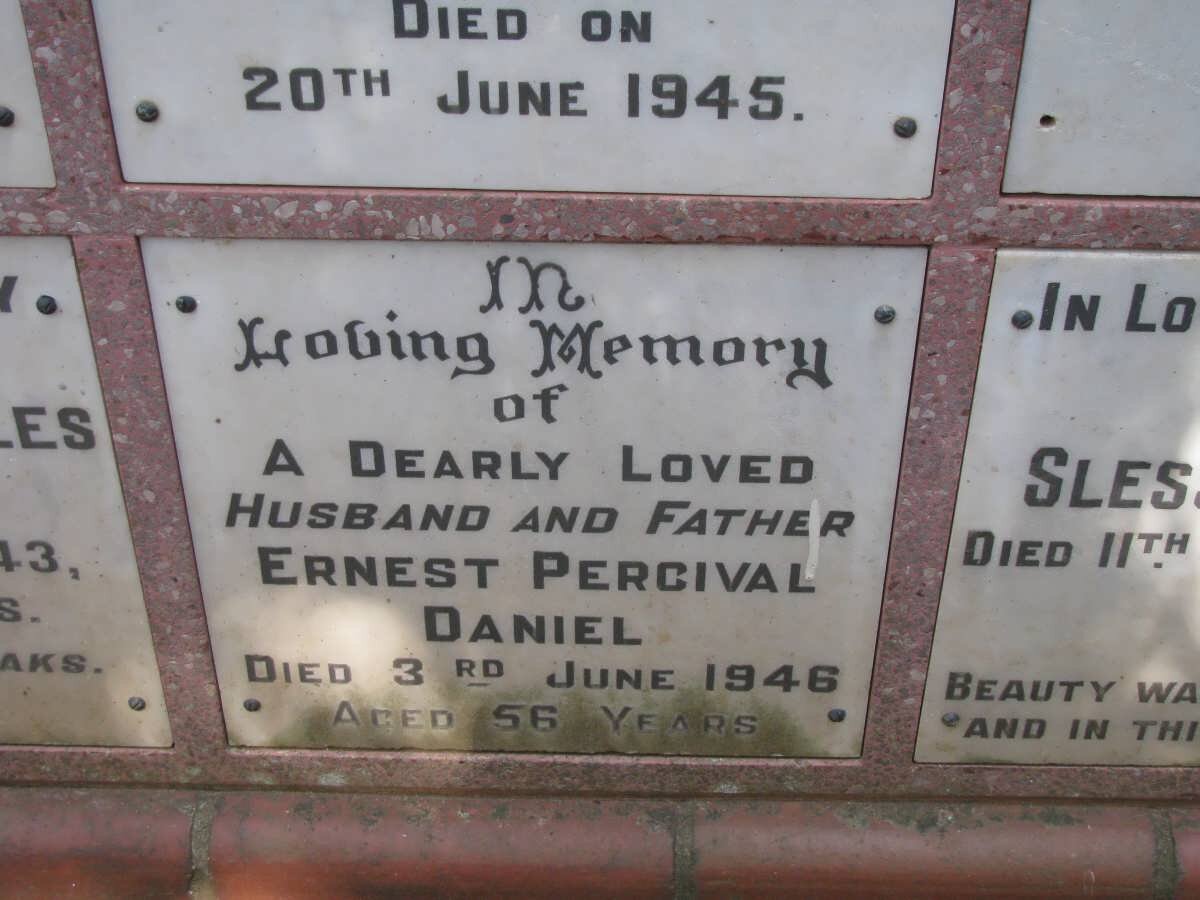 DIED ON
20TH JUNE 1945.
In
Loving Memory
of
A DEARLY LOVED
HUSBAND AND FATHER
ERNEST PERCIVAL
DANIEL
DIED 3RD JUNE 1946
AGED 56 YEARS
LES
43,
S.
AKS.
IN LO
SLES
DIED 11TH
BEAUTY WA
AND IN THI